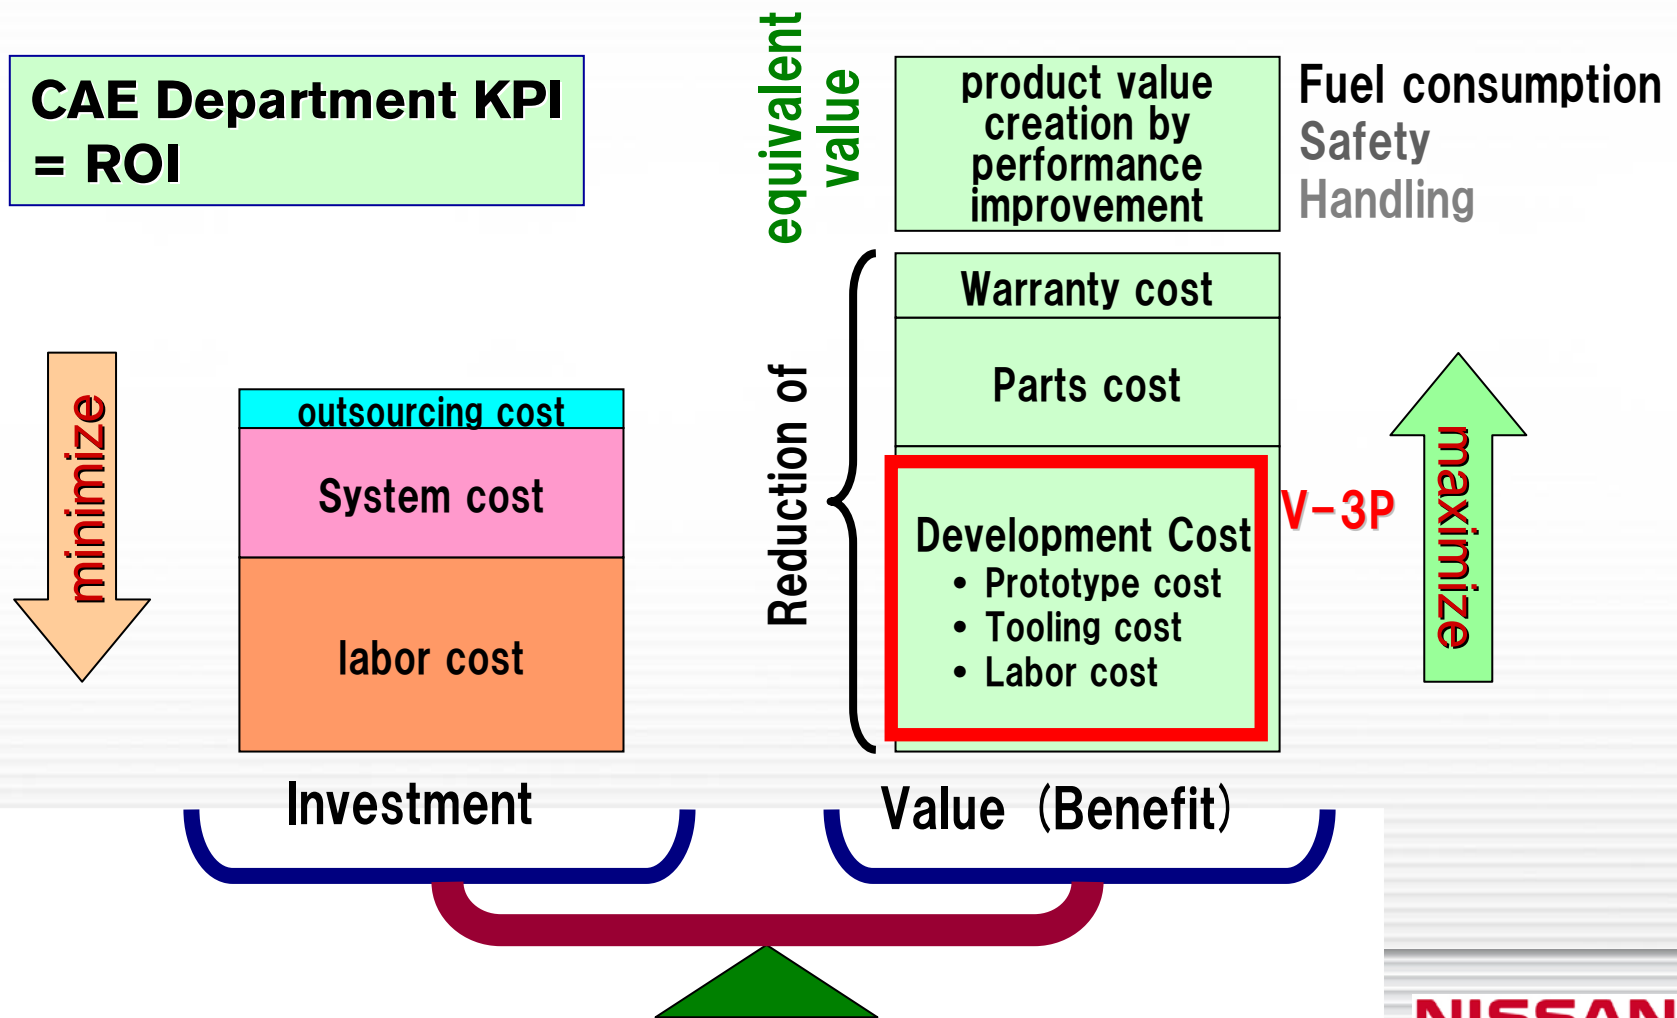 CAE Department KPI
= ROI
equivalent
value
product value
creation by
performance
improvement
Fuel consumption
Safety
Handling
minimize
outsourcing cost
System cost
labor cost
Investment
Reduction of
Warranty cost
Parts cost
Development Cost
• Prototype cost
• Tooling cost
• Labor cost
V-3P
maximize
Value (Benefit)
NISSAN